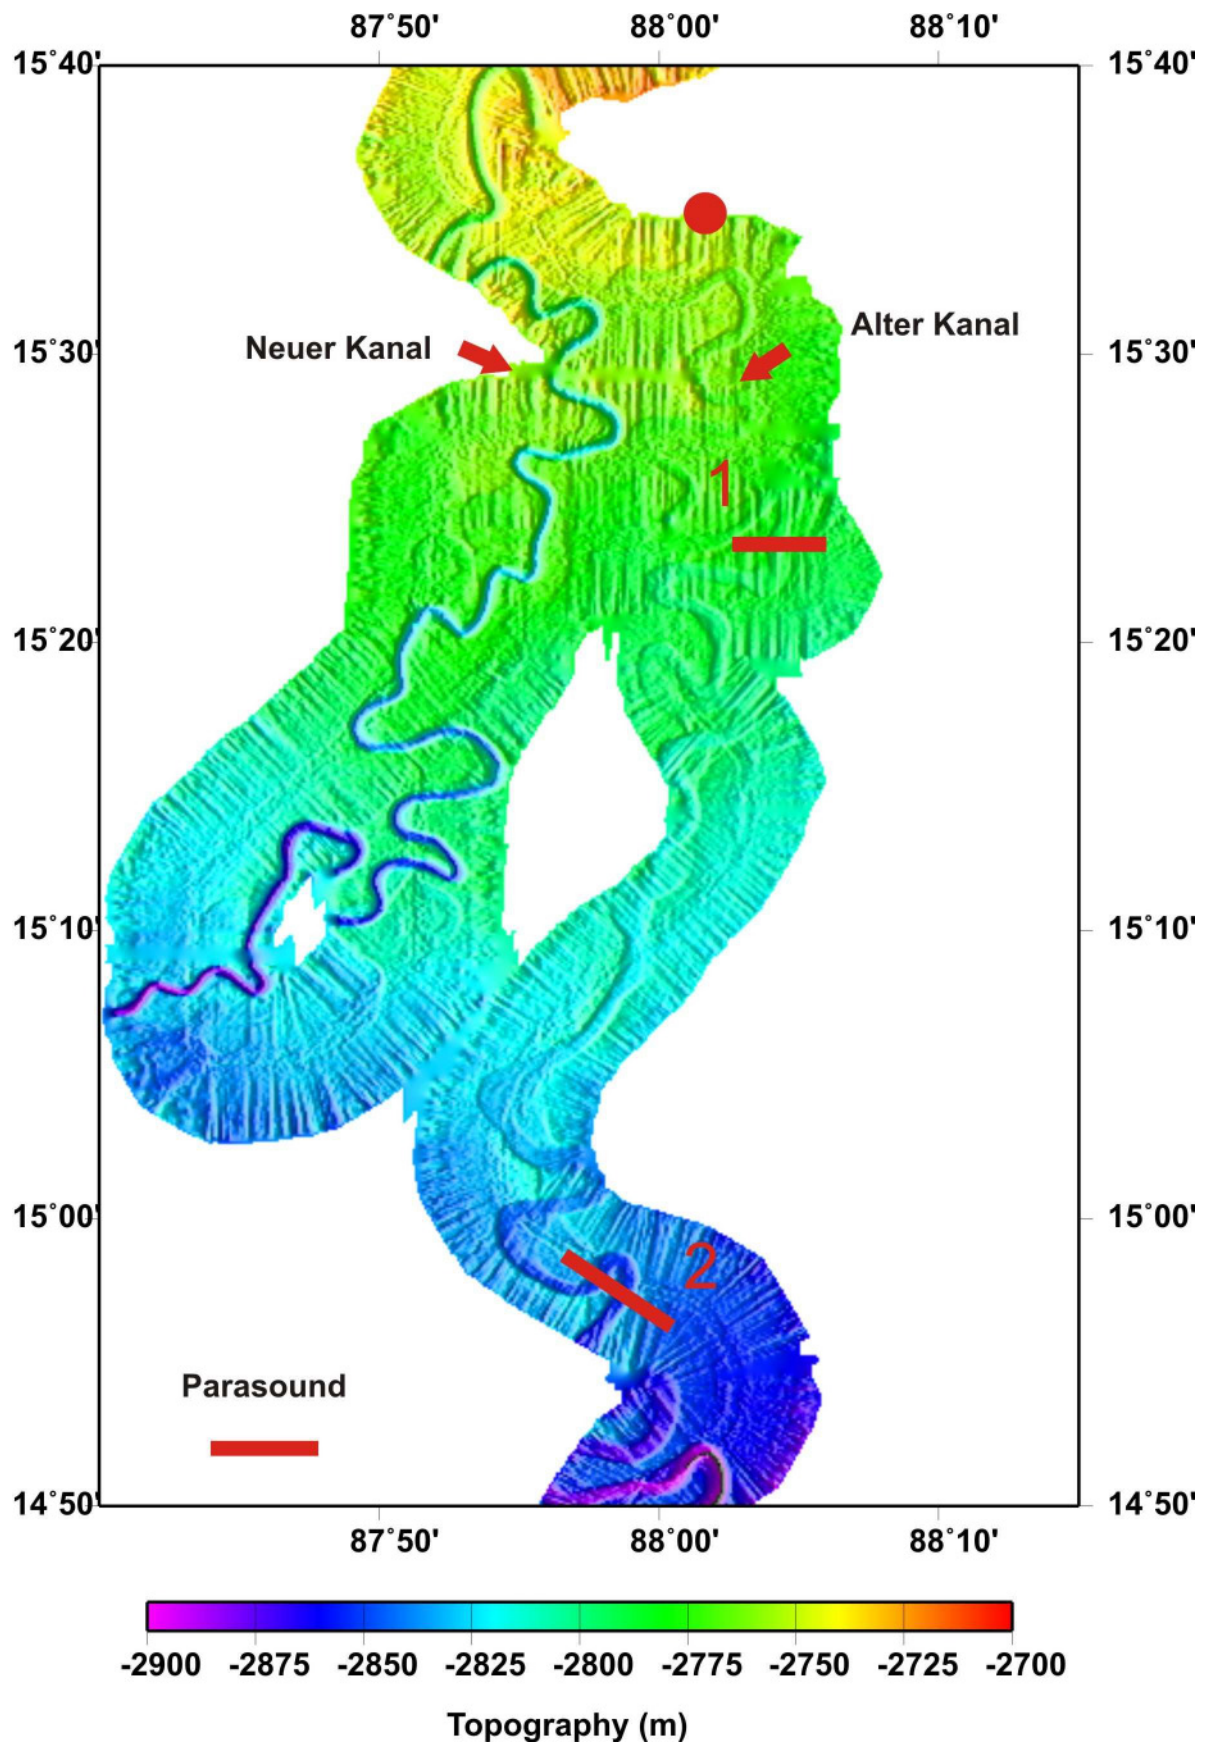 87˚50' 88˚00' 88˚10'
15˚40' 15˚40'
Alter Kanal
Neuer Kanal
15˚30' 15˚30'
1
15˚20' 15˚20'
15˚10' 15˚10'
15˚00' 15˚00'
2
Parasound
14˚50' 14˚50'
87˚50' 88˚00' 88˚10'
-2900 -2875 -2850 -2825 -2800 -2775 -2750 -2725 -2700
Topography (m)